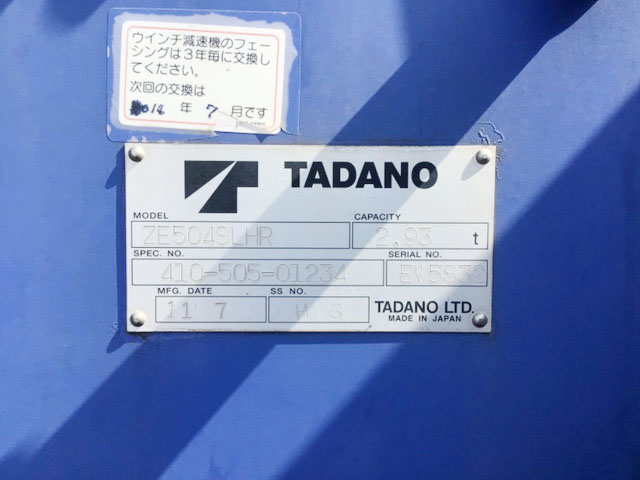 ウインチ減速機のフェー
シングは3年毎に交換し
てください。
次回の交換は
年 7 月です
TADANO
MODEL CAPACITY
ZE504SLHR 2.93 t
SPEC. NO. SERIAL NO.
410-505-01234 EW5932
MFG. DATE SS NO.
11 7 H S TADANO LTD.
MADE IN JAPAN